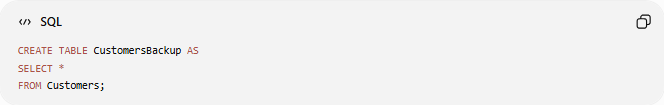 SQL
CREATE TABLE CustomersBackup AS
SELECT *
FROM Customers;